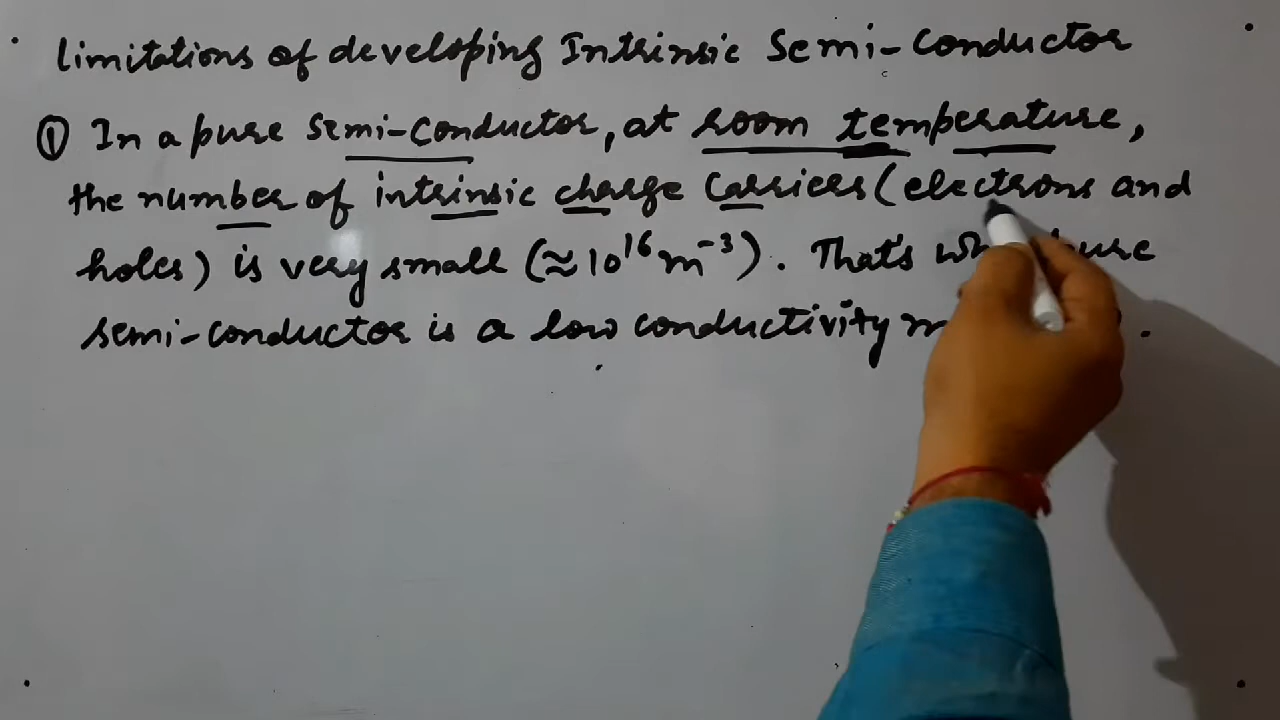 Limitations of developing Intrinsic Semi-Conductor
① In a pure semi-conductor, at room temperature,
the number of intrinsic charge carriers (electrons and
holes) is very small (≈10¹⁶m⁻³). That's
semi-conductor is a low conductivity